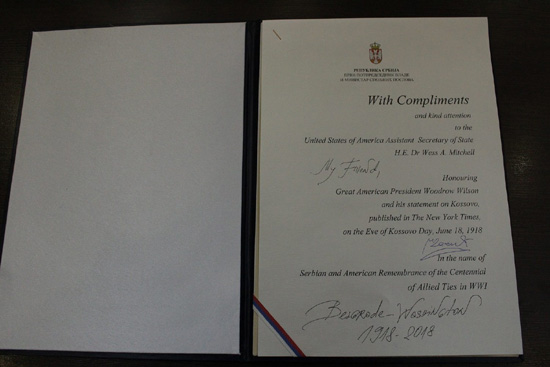 РЕПУБЛИКА СРБИЈА
With Compliments
and kind attention
to the
United States of America Assistant Secretary of State
H.E. Dr Wess A. Mitchell
My Friend,
Honouring
Great American President Woodrow Wilson
and his statement on Kossovo,
published in The New York Times,
on the Eve of Kossovo Day, June 18, 1918
In the name of
Serbian and American Remembrance of the Centennial
of Allied Ties in WWI
Belgrade-Washington
1918-2018